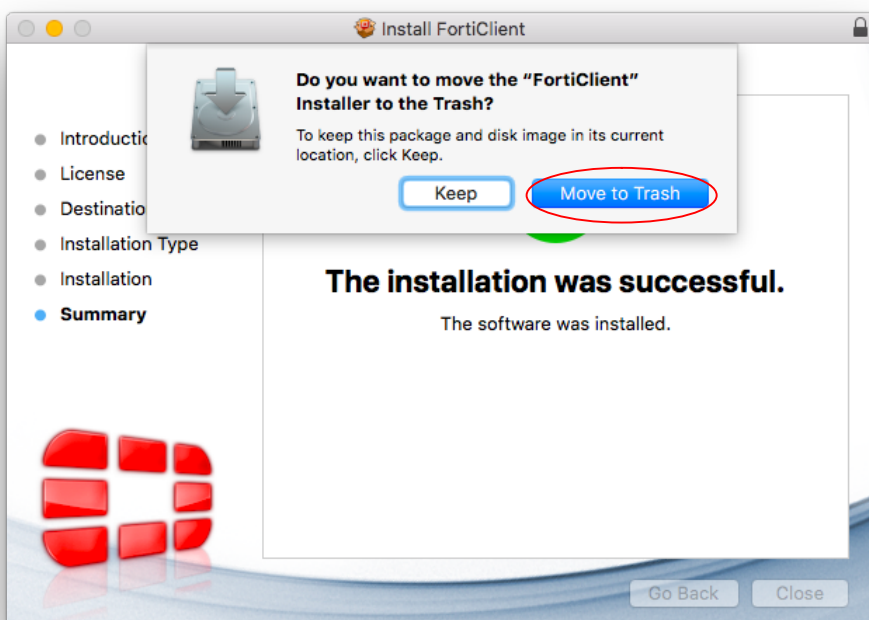 Install FortiClient
Do you want to move the “FortiClient”
Installer to the Trash?
To keep this package and disk image in its current
location, click Keep.
Keep
Move to Trash
Introductio
License
Destinatio
Installation Type
Installation
Summary
The installation was successful.
The software was installed.
Go Back
Close